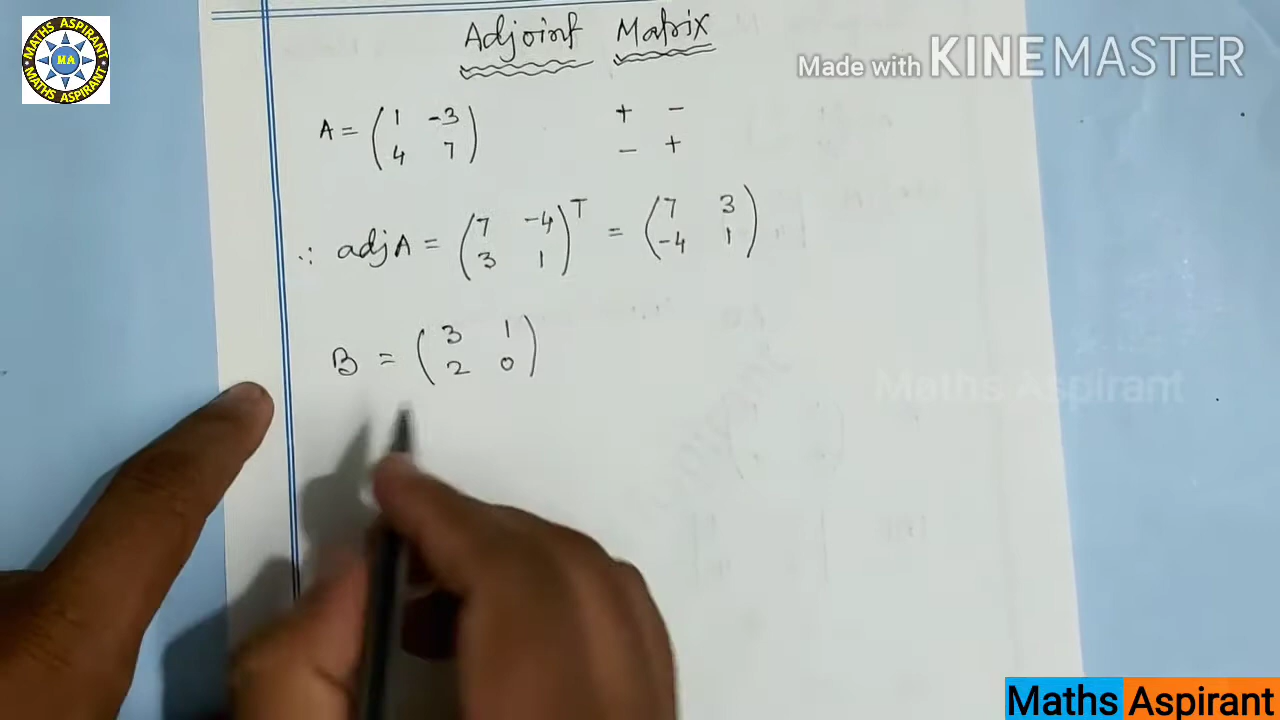 MATHS ASPIRANT
MA
MATHS ASPIRANT
Adjoint Matrix
Made with KINEMASTER
A = ( 1 -3 ) + -
( 4 7 ) - +
∴ adjA = ( 7 -4 )ᵀ = ( 7 3 )
( 3 1 ) ( -4 1 )
B = ( 3 1 )
( 2 0 )
Maths Aspirant
Maths Aspirant